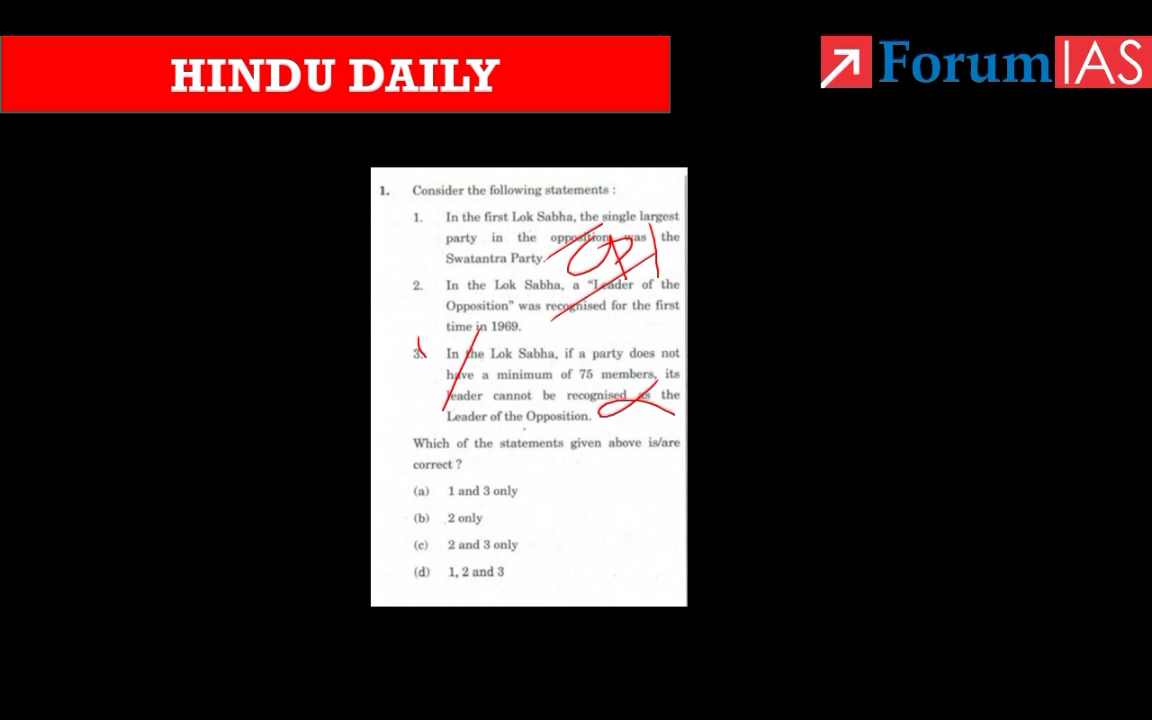 HINDU DAILY
ForumIAS
1. Consider the following statements :
1. In the first Lok Sabha, the single largest
party in the opposition was the
Swatantra Party.
CPI
2. In the Lok Sabha, a "Leader of the
Opposition" was recognised for the first
time in 1969.
3. In the Lok Sabha, if a party does not
have a minimum of 75 members, its
leader cannot be recognised as the
Leader of the Opposition.
Which of the statements given above is/are
correct ?
(a) 1 and 3 only
(b) 2 only
(c) 2 and 3 only
(d) 1, 2 and 3